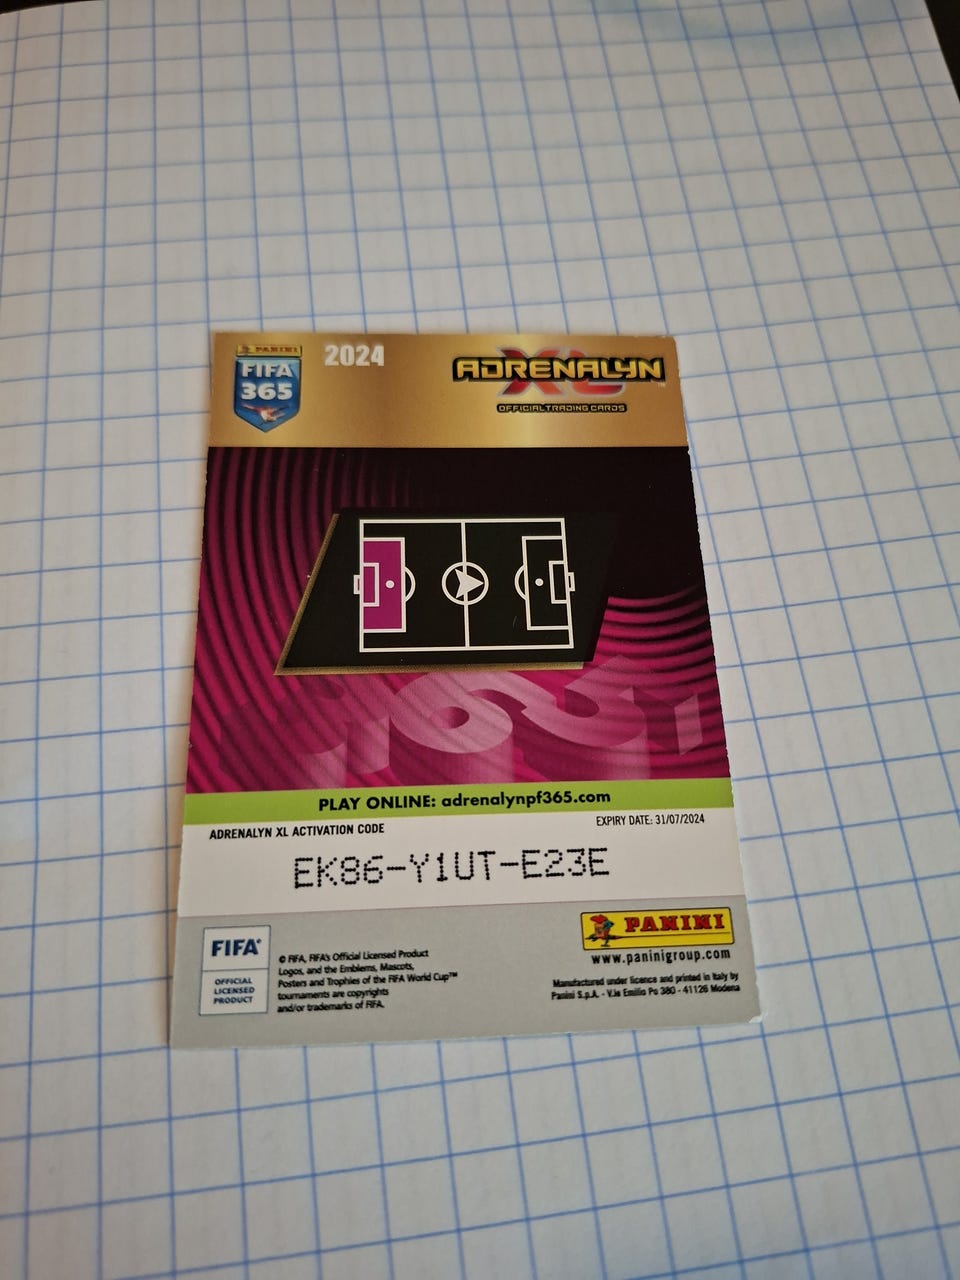 PANINI
FIFA
365
2024
ADRENALYN
XL
™
OFFICIAL TRADING CARDS
365
PLAY ONLINE: adrenalynpf365.com
ADRENALYN XL ACTIVATION CODE
EXPIRY DATE: 31/07/2024
EK86-Y1UT-E23E
FIFA®
OFFICIAL
LICENSED
PRODUCT
© FIFA, FIFA's Official Licensed Product
Logos, and the Emblems, Mascots,
Posters and Trophies of the FIFA World Cup™
tournaments are copyrights
and/or trademarks of FIFA.
PANINI
www.paninigroup.com
Manufactured under licence and printed in Italy by
Panini S.p.A. - V.le Emilio Po 380 - 41126 Modena